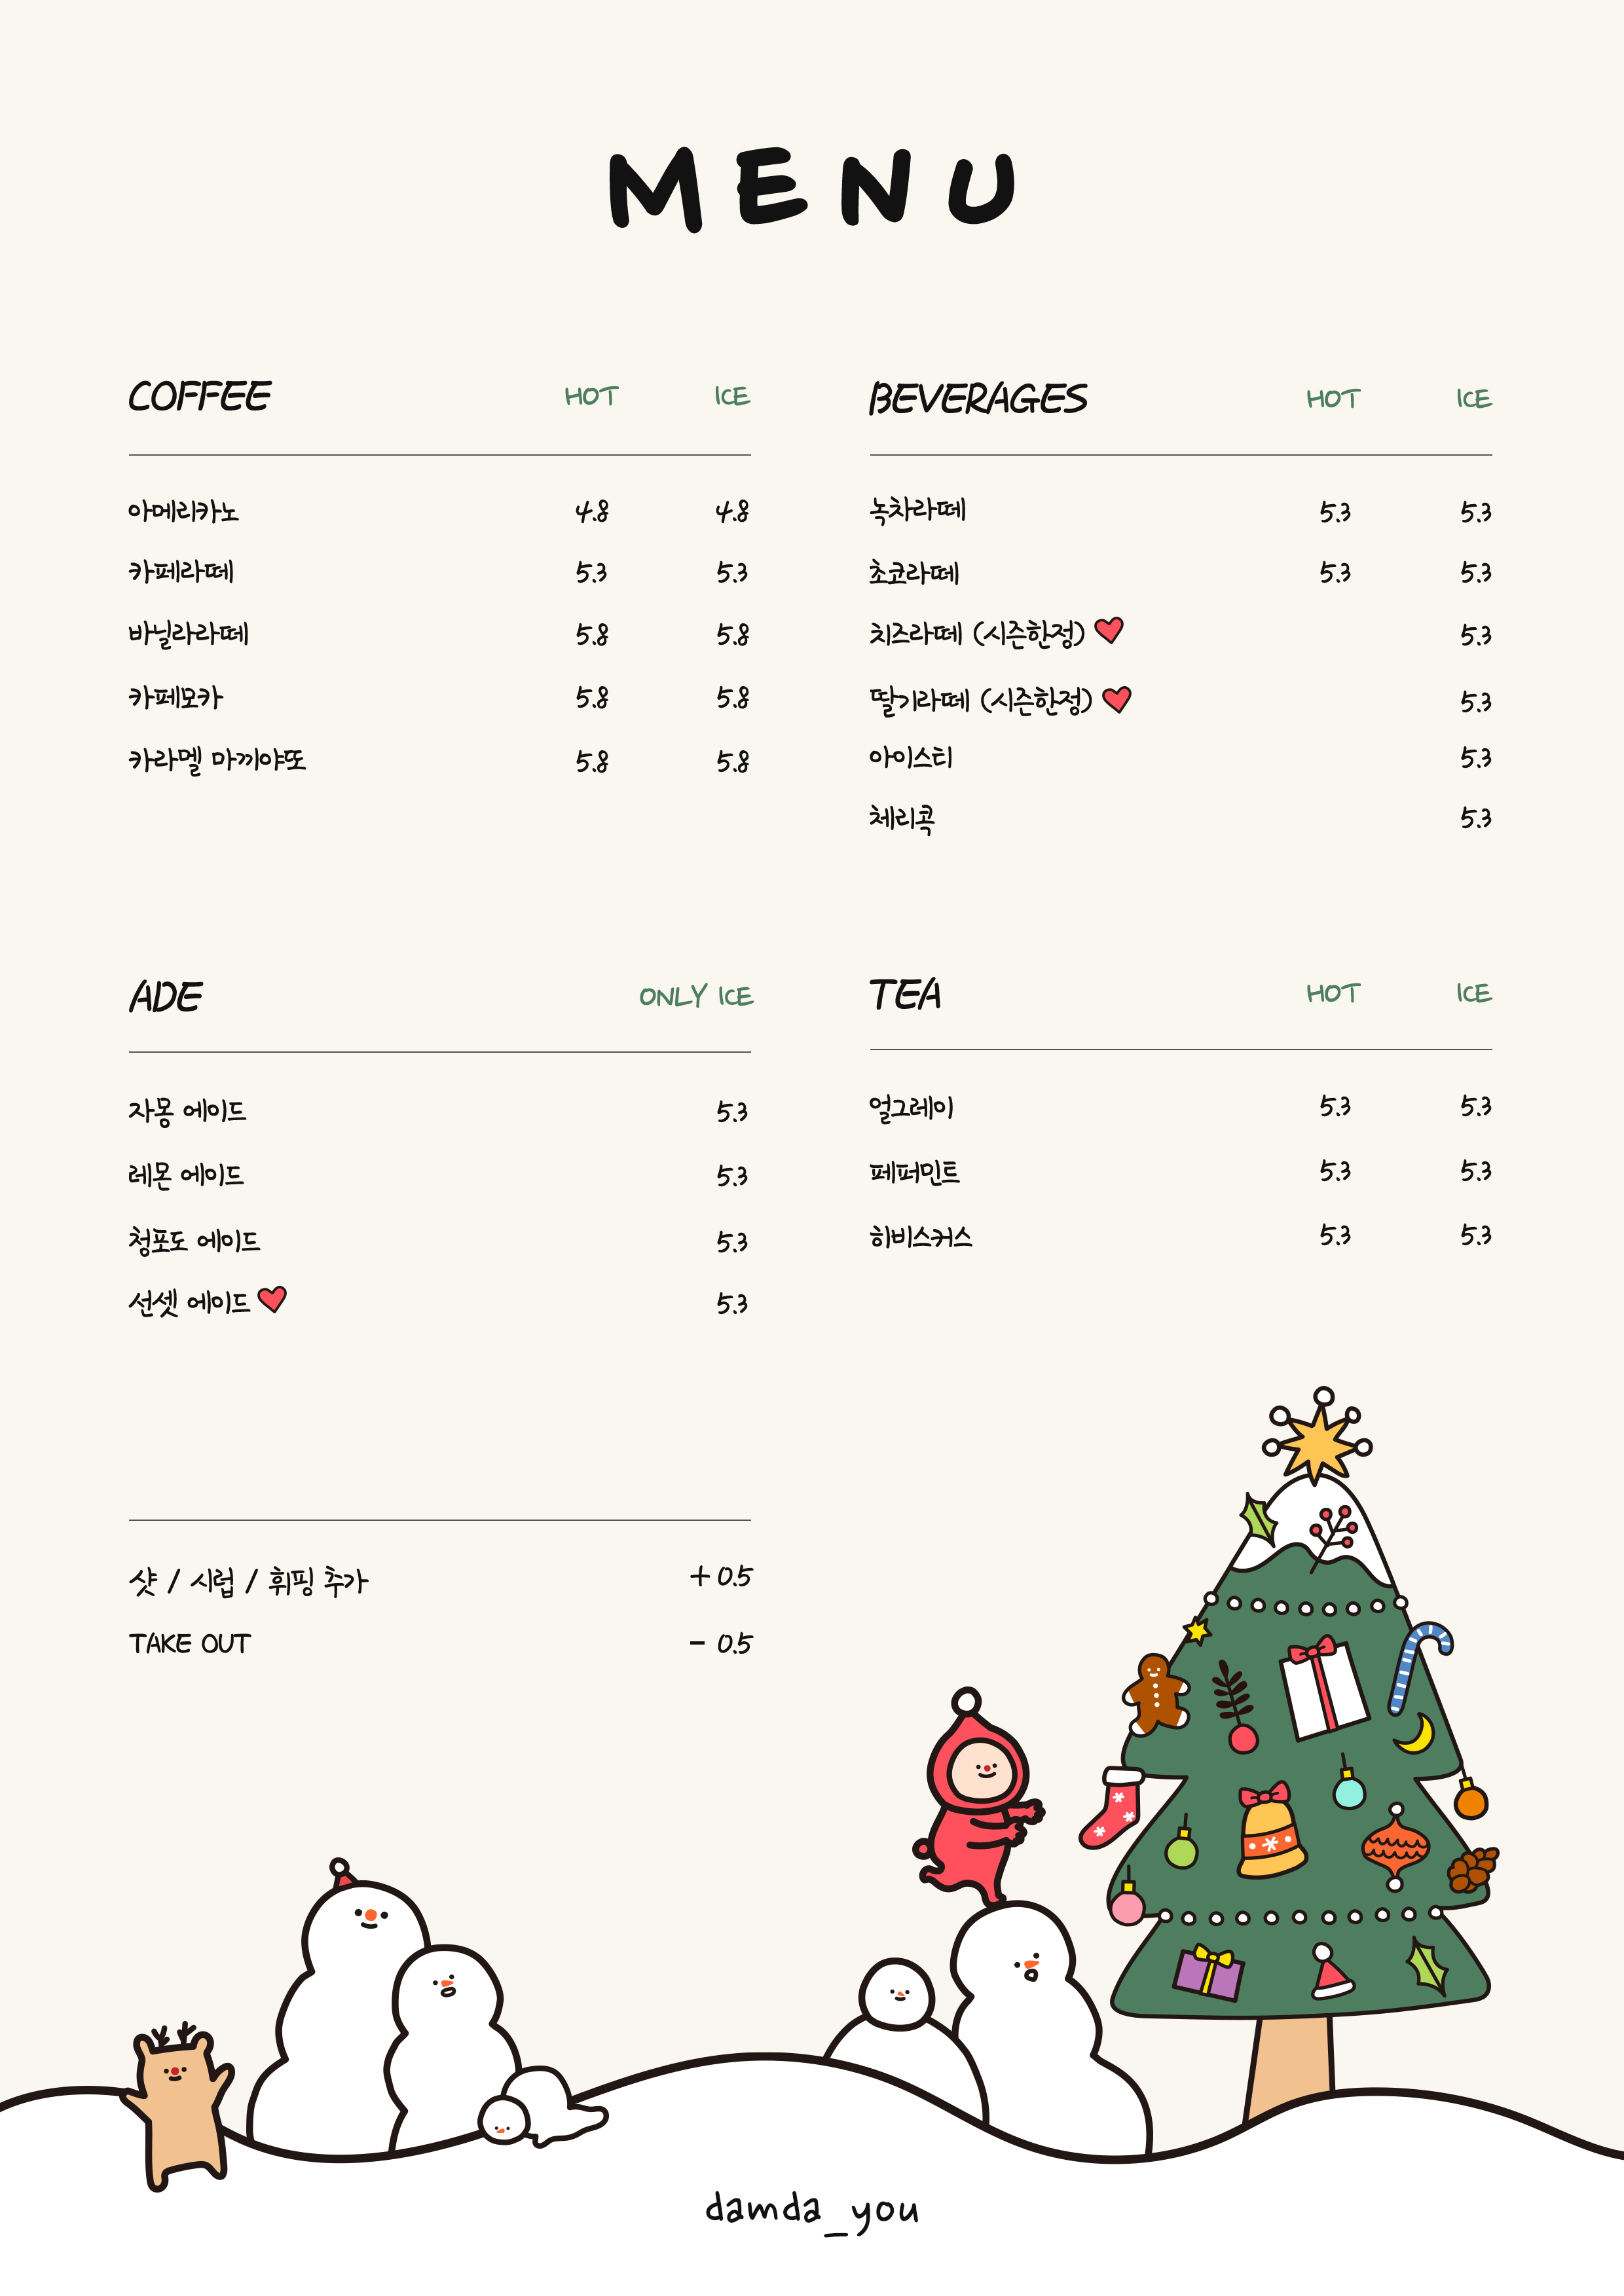 MENU
COFFEE HOT ICE
아메리카노 4.8 4.8
카페라떼 5.3 5.3
바닐라라떼 5.8 5.8
카페모카 5.8 5.8
카라멜 마끼야또 5.8 5.8
BEVERAGES HOT ICE
녹차라떼 5.3 5.3
초코라떼 5.3 5.3
치즈라떼 (시즌한정) 5.3
딸기라떼 (시즌한정) 5.3
아이스티 5.3
체리콕 5.3
ADE ONLY ICE
자몽 에이드 5.3
레몬 에이드 5.3
청포도 에이드 5.3
선셋 에이드 5.3
TEA HOT ICE
얼그레이 5.3 5.3
페퍼민트 5.3 5.3
히비스커스 5.3 5.3
샷 / 시럽 / 휘핑 추가 + 0.5
TAKE OUT - 0.5
damda_you